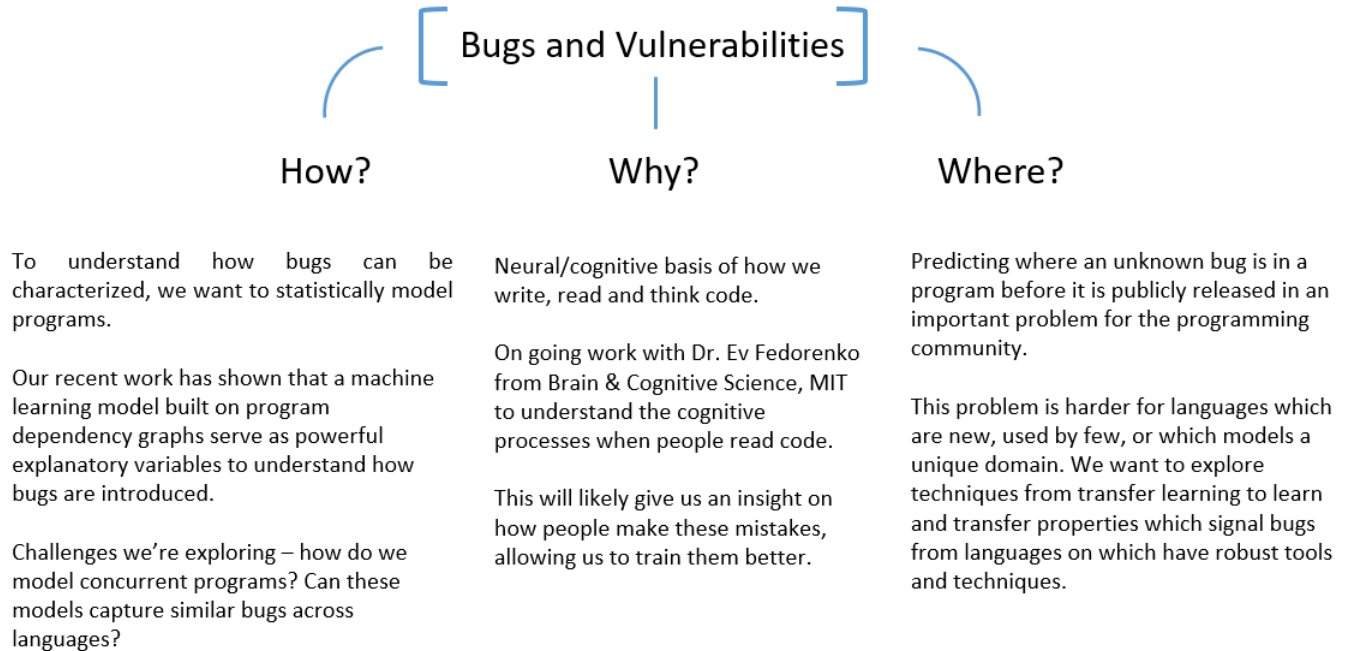 Bugs and Vulnerabilities
How?
Why?
Where?
To understand how bugs can be
characterized, we want to statistically model
programs.
Our recent work has shown that a machine
learning model built on program
dependency graphs serve as powerful
explanatory variables to understand how
bugs are introduced.
Challenges we’re exploring – how do we
model concurrent programs? Can these
models capture similar bugs across
languages?
Neural/cognitive basis of how we
write, read and think code.
On going work with Dr. Ev Fedorenko
from Brain & Cognitive Science, MIT
to understand the cognitive
processes when people read code.
This will likely give us an insight on
how people make these mistakes,
allowing us to train them better.
Predicting where an unknown bug is in a
program before it is publicly released in an
important problem for the programming
community.
This problem is harder for languages which
are new, used by few, or which models a
unique domain. We want to explore
techniques from transfer learning to learn
and transfer properties which signal bugs
from languages on which have robust tools
and techniques.